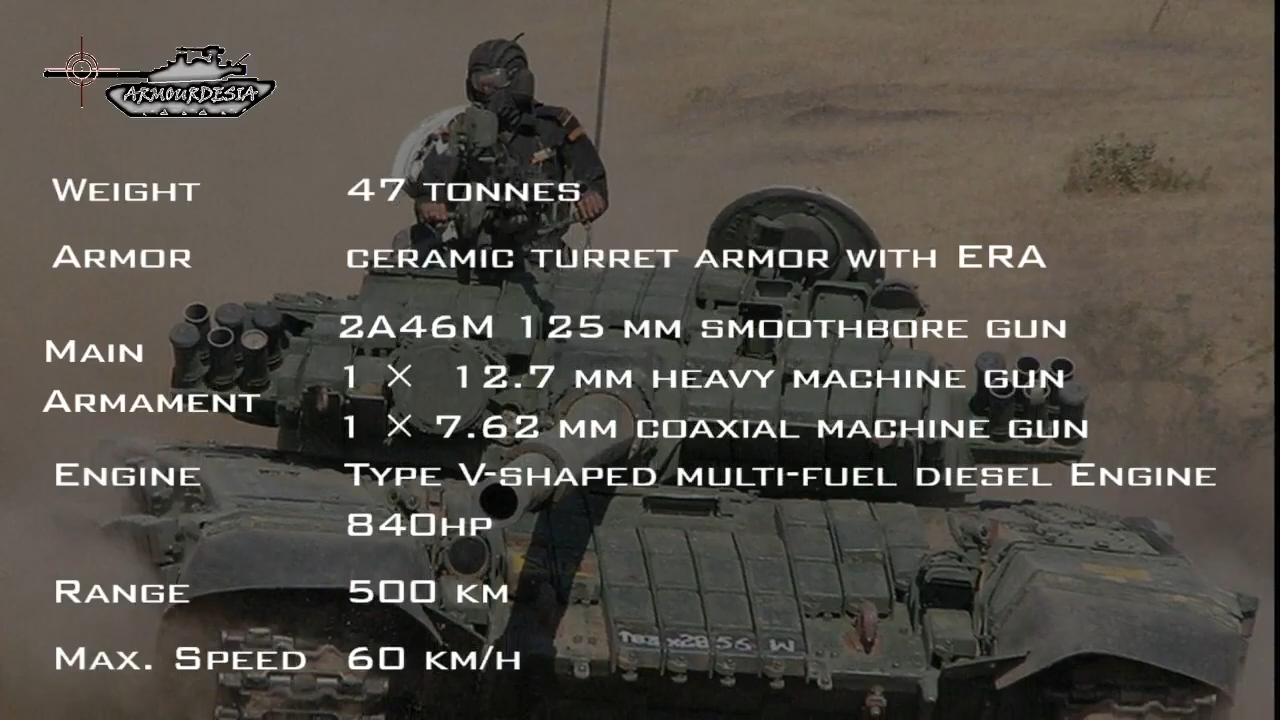 ARMOURDESIA
WEIGHT 47 TONNES
ARMOR CERAMIC TURRET ARMOR WITH ERA
MAIN ARMAMENT 2A46M 125 MM SMOOTHBORE GUN
1 × 12.7 MM HEAVY MACHINE GUN
1 × 7.62 MM COAXIAL MACHINE GUN
ENGINE TYPE V-SHAPED MULTI-FUEL DIESEL ENGINE
840HP
RANGE 500 KM
MAX. SPEED 60 KM/H